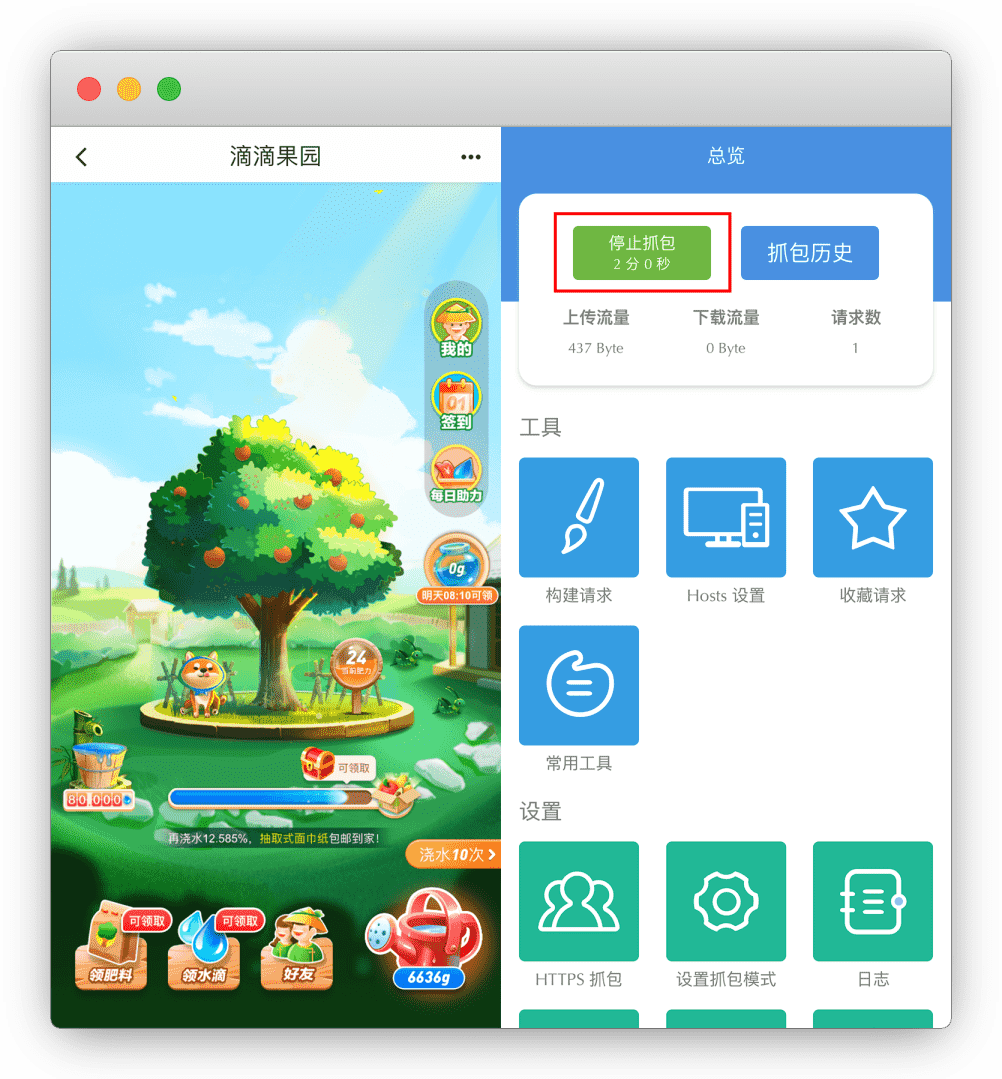 滴滴果园
我的
01
签到
每日助力
0g
明天08:10可领
24
当前肥力
可领取
80000
再浇水12.585%，抽取式面巾纸包邮到家!
浇水10次
可领取
可领取
领肥料
领水滴
好友
6636g
总览
停止抓包
2 分 0 秒
抓包历史
上传流量
下载流量
请求数
437 Byte
0 Byte
1
工具
构建请求
Hosts 设置
收藏请求
常用工具
设置
HTTPS 抓包
设置抓包模式
日志